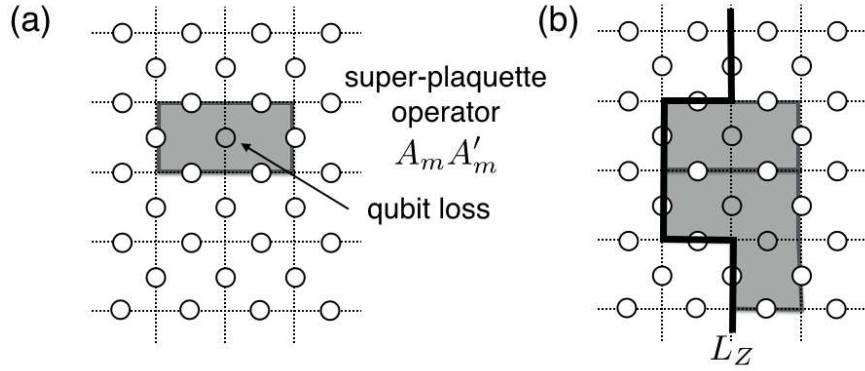 (a)
super-plaquette
operator
A_m A'_m
qubit loss
(b)
L_Z